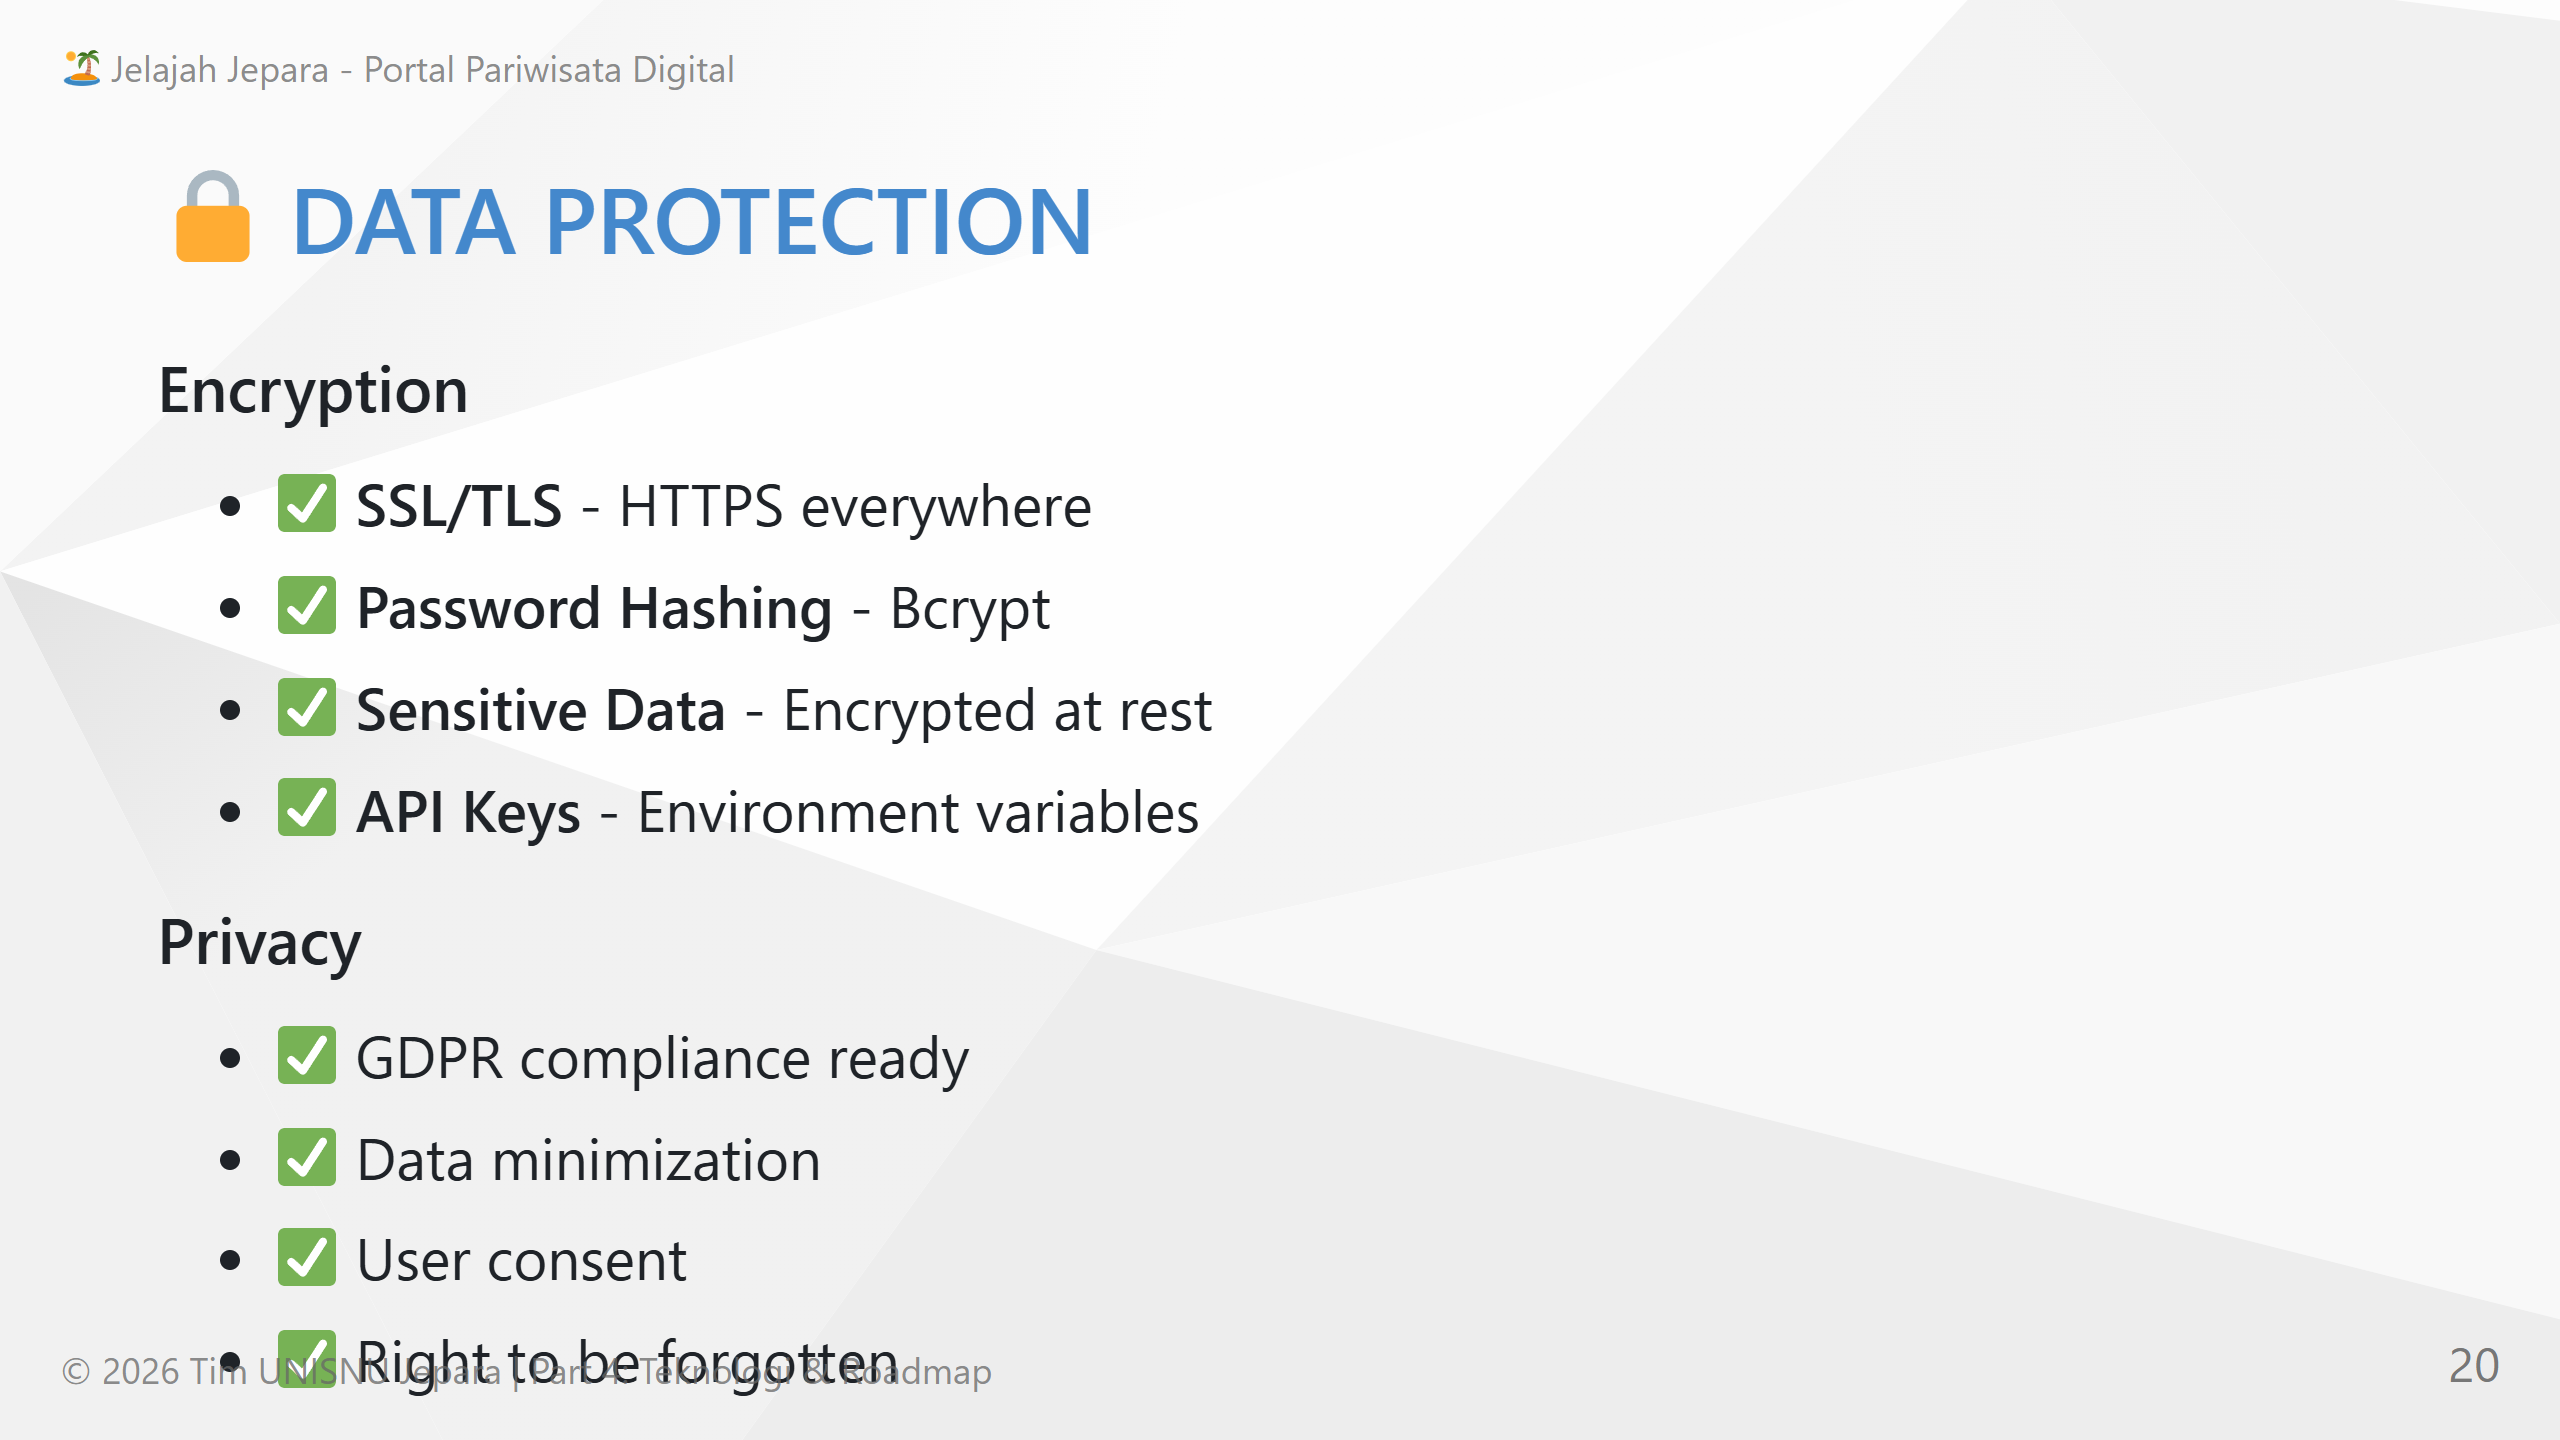 Jelajah Jepara - Portal Pariwisata Digital
DATA PROTECTION
Encryption
SSL/TLS - HTTPS everywhere
Password Hashing - Bcrypt
Sensitive Data - Encrypted at rest
API Keys - Environment variables
Privacy
GDPR compliance ready
Data minimization
User consent
Right to be forgotten
© 2026 Tim UNISNU Jepara | Part 4: Teknologi & Roadmap
20